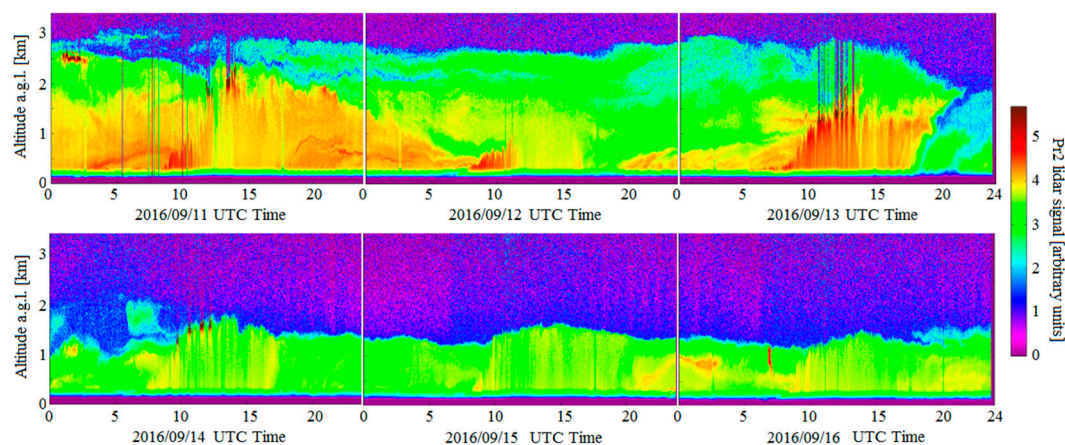 3
2
1
0
Altitude a.g.l. [km]
0 5 10 15 20 0 5 10 15 20 0 5 10 15 20 24
2016/09/11 UTC Time 2016/09/12 UTC Time 2016/09/13 UTC Time
3
2
1
0
Altitude a.g.l. [km]
0 5 10 15 20 0 5 10 15 20 0 5 10 15 20 24
2016/09/14 UTC Time 2016/09/15 UTC Time 2016/09/16 UTC Time
5
4
3
2
1
0
Pr2 lidar signal [arbitrary units]